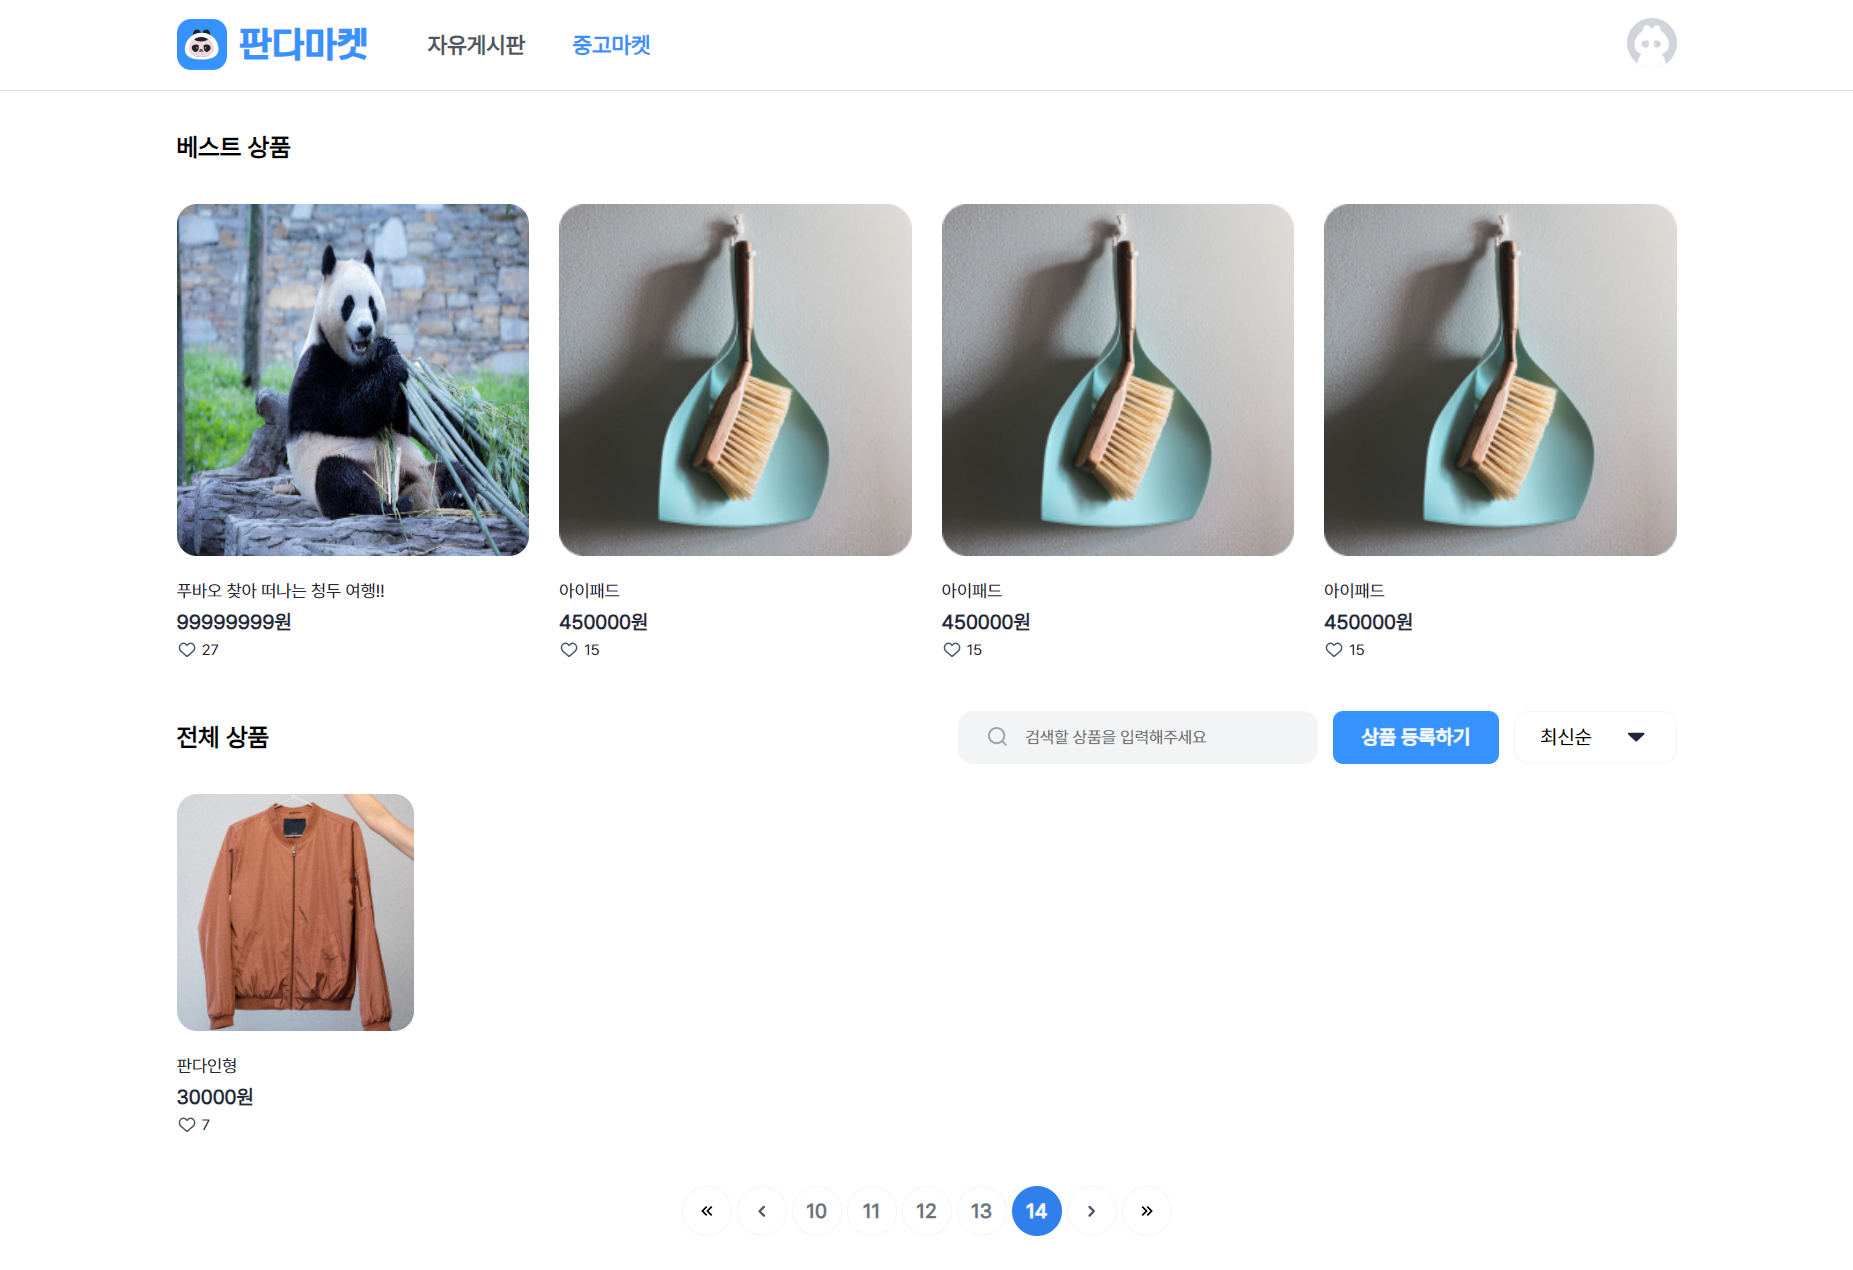 판다마켓 자유게시판 중고마켓
베스트 상품
푸바오 찾아 떠나는 청두 여행!!
99999999원
27
아이패드
450000원
15
아이패드
450000원
15
아이패드
450000원
15
전체 상품
검색할 상품을 입력해주세요
상품 등록하기
최신순
판다인형
30000원
7
« ‹ 10 11 12 13 14 › »